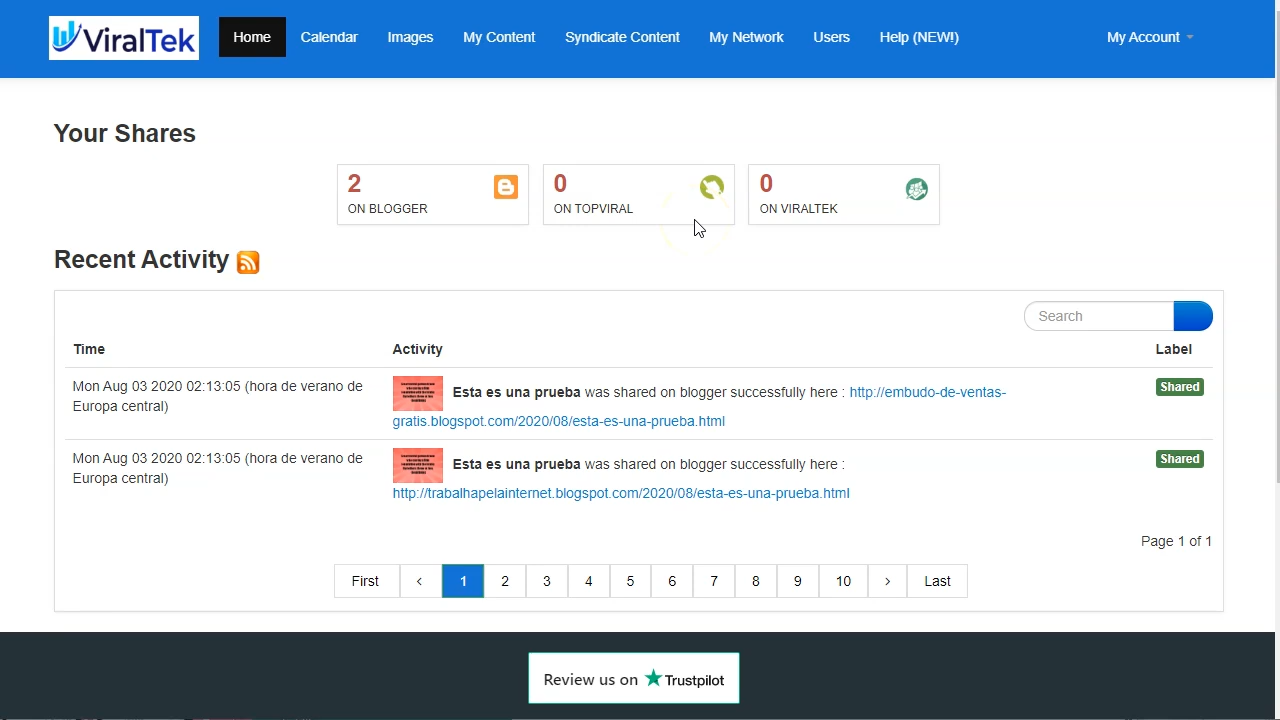 ViralTek
Home
Calendar
Images
My Content
Syndicate Content
My Network
Users
Help (NEW!)
My Account
Your Shares
2
ON BLOGGER
0
ON TOPVIRAL
0
ON VIRALTEK
Recent Activity
Search
Time
Activity
Label
Mon Aug 03 2020 02:13:05 (hora de verano de
Europa central)
Esta es una prueba was shared on blogger successfully here : http://embudo-de-ventas-
gratis.blogspot.com/2020/08/esta-es-una-prueba.html
Shared
Mon Aug 03 2020 02:13:05 (hora de verano de
Europa central)
Esta es una prueba was shared on blogger successfully here :
http://trabalhapelainternet.blogspot.com/2020/08/esta-es-una-prueba.html
Shared
Page 1 of 1
First ‹ 1 2 3 4 5 6 7 8 9 10 › Last
Review us on Trustpilot